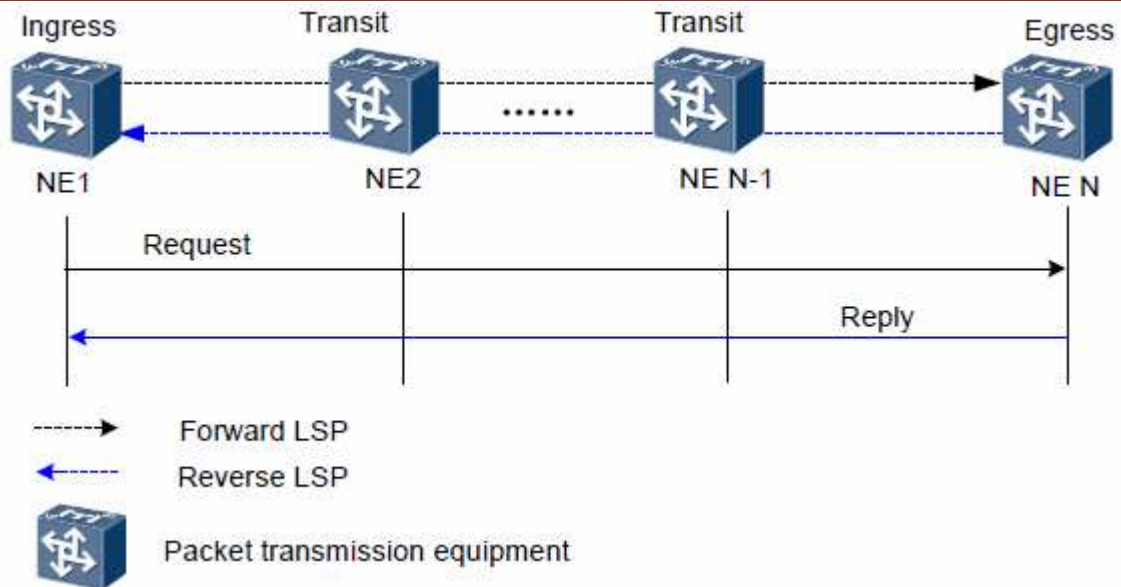 Ingress
Transit
Transit
Egress
......
NE1
NE2
NE N-1
NE N
Request
Reply
Forward LSP
Reverse LSP
Packet transmission equipment